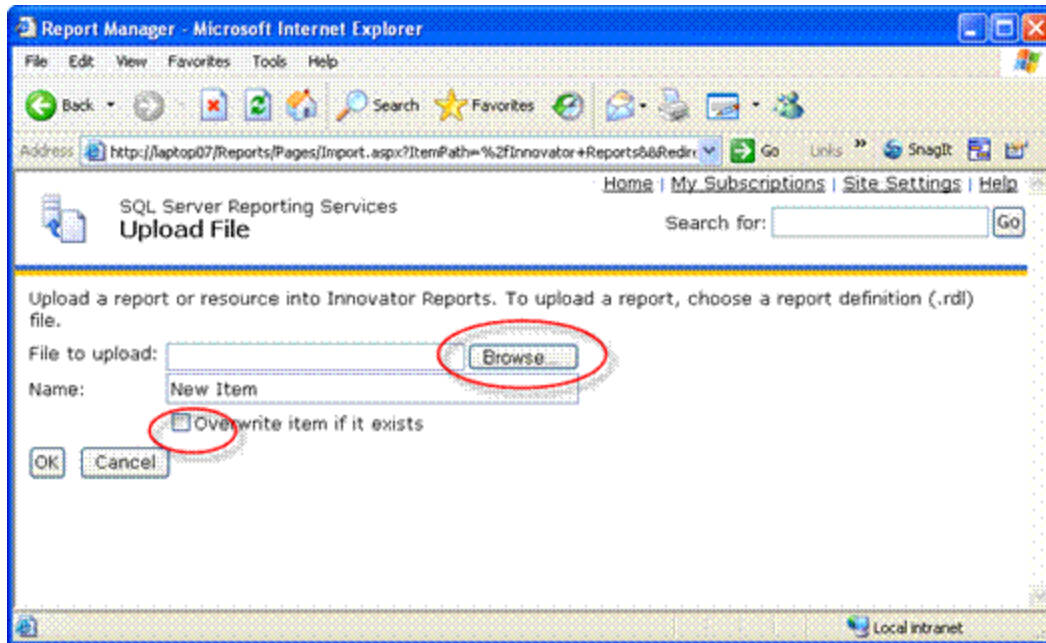 Report Manager - Microsoft Internet Explorer
File Edit View Favorites Tools Help
Back Search Favorites
Address http://laptop07/Reports/Pages/Import.aspx?ItemPath=%2fInnovator+Reports&&Redire Go Links » SnagIt
Home | My Subscriptions | Site Settings | Help
SQL Server Reporting Services
Upload File
Search for: Go
Upload a report or resource into Innovator Reports. To upload a report, choose a report definition (.rdl)
file.
File to upload: Browse...
Name: New Item
Overwrite item if it exists
OK Cancel
Local intranet